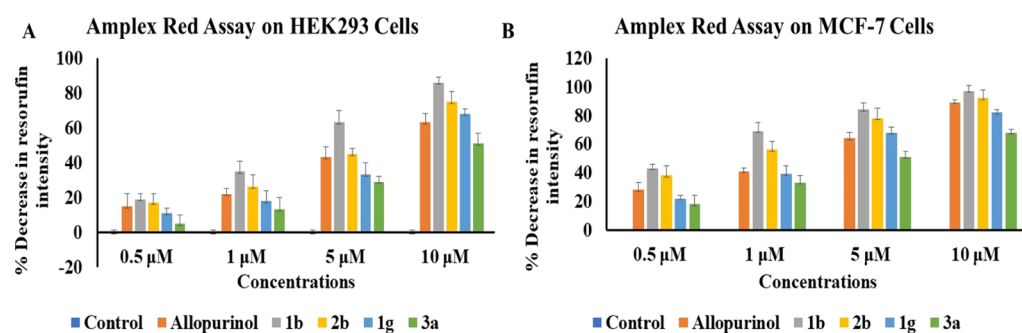 A
Amplex Red Assay on HEK293 Cells
% Decrease in resorufin
intensity
100
80
60
40
20
0
-20
0.5 µM 1 µM 5 µM 10 µM
Concentrations
Control Allopurinol 1b 2b 1g 3a
B
Amplex Red Assay on MCF-7 Cells
% Decrease in resorufin
intensity
120
100
80
60
40
20
0
0.5 µM 1 µM 5 µM 10 µM
Concentrations
Control Allopurinol 1b 2b 1g 3a